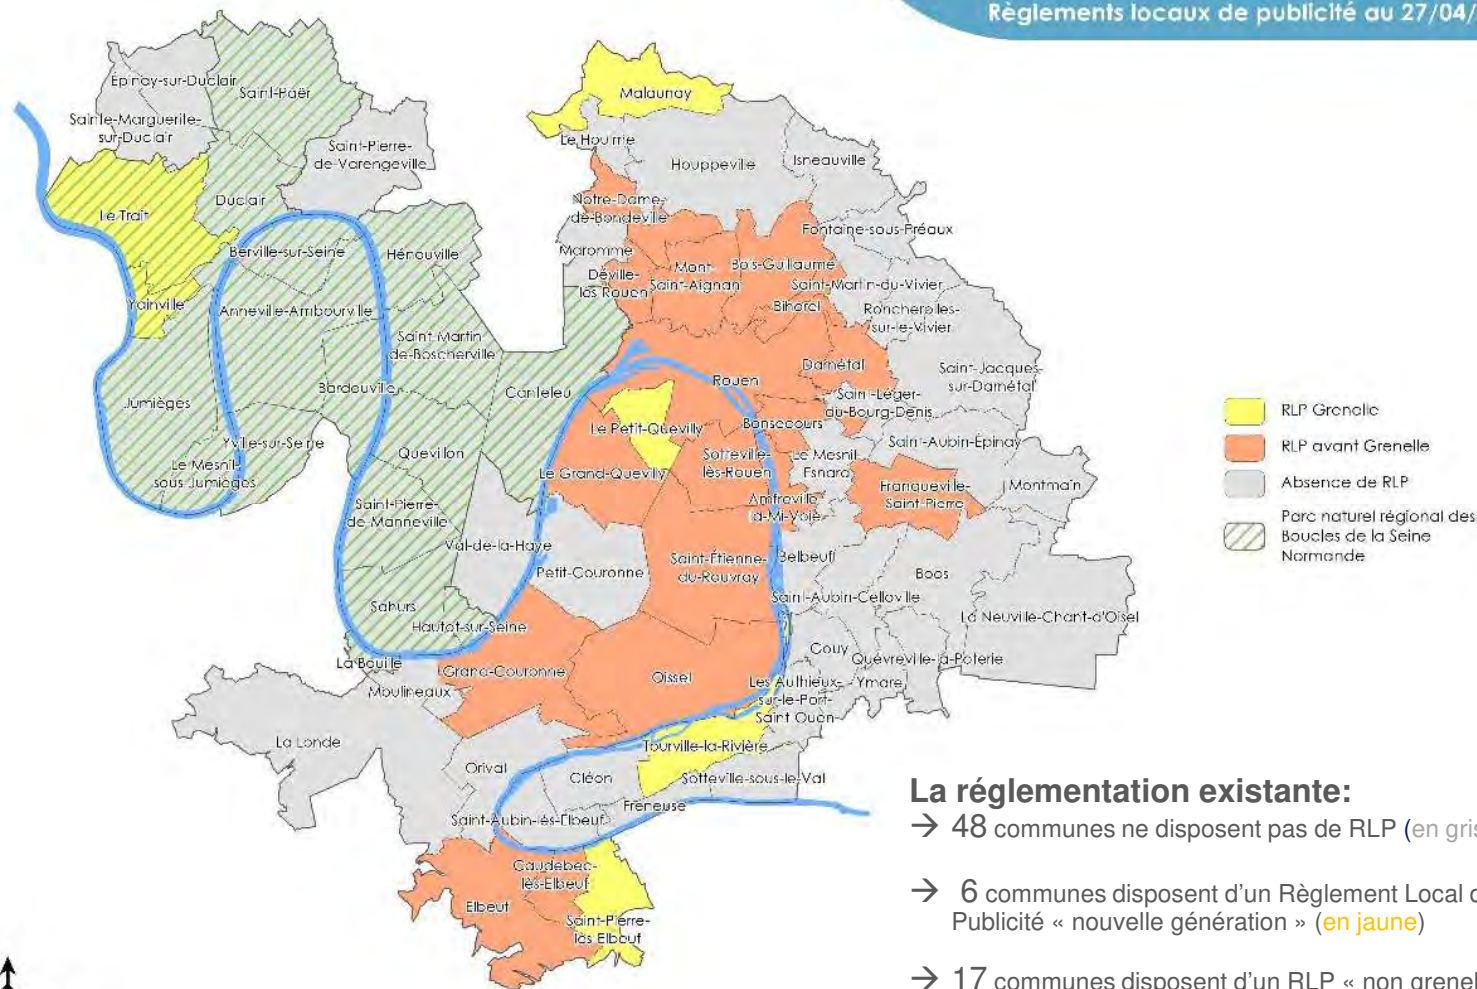 Règlements locaux de publicité au 27/04/
Épinay-sur-Duclair
Saint-Paër
Sainte-Marguerite-
sur-Duclair
Saint-Pierre-
de-Varengeville
Malaunay
Le Houlme
Houppeville
Isneauville
Le Trait
Duclair
Notre-Dame-
de-Bondeville
Fontaine-sous-Préaux
Berville-sur-Seine
Hénouville
Maromme
Déville-
lès Rouen
Mont-
Saint-Aignan
Bois-Guillaume
Saint-Martin-du-Vivier
Bihorel
Roncherolles-
sur-le-Vivier
Yainville
Anneville-Ambourville
Saint-Martin
de-Boscherville
Bardouville
Canteleu
Rouen
Darnétal
Saint-Jacques-
sur-Darnétal
Jumièges
Saint-Léger-
du-Bourg-Denis
Yville-sur-Seine
Le Mesnil-
sous-Jumièges
Quevillon
Le Petit-Quevilly
Bonsecours
Saint-Aubin-Epinay
Le Grand-Quevilly
Sotteville-
lès-Rouen
Le Mesnil-
Esnard
Franqueville-
Saint-Pierre
Montmain
Saint-Pierre-
de-Manneville
Amfreville
la-Mi-Voie
Val-de-la-Haye
Petit-Couronne
Saint-Étienne-
du-Rouvray
Belbeuf
Boos
Saint-Aubin-Celloville
Sahurs
Hautot-sur-Seine
La Neuville-Chant-d'Oisel
Gouy
Quévreville-la-Poterie
La Bouille
Moulineaux
Grand-Couronne
Oissel
Les Authieux-
sur-le-Port-
Saint Ouen
Ymare
La Londe
Orival
Cléon
Tourville-la-Rivière
Sotteville-sous-le-Val
Freneuse
Saint-Aubin-lès-Elbeuf
Caudebec-
lès-Elbeuf
Elbeuf
Saint-Pierre-
lès Elbeuf
RLP Grenelle
RLP avant Grenelle
Absence de RLP
Parc naturel régional des
Boucles de la Seine
Normande
La réglementation existante:
→ 48 communes ne disposent pas de RLP (en gris
→ 6 communes disposent d'un Règlement Local d
Publicité « nouvelle génération » (en jaune)
→ 17 communes disposent d'un RLP « non grenel